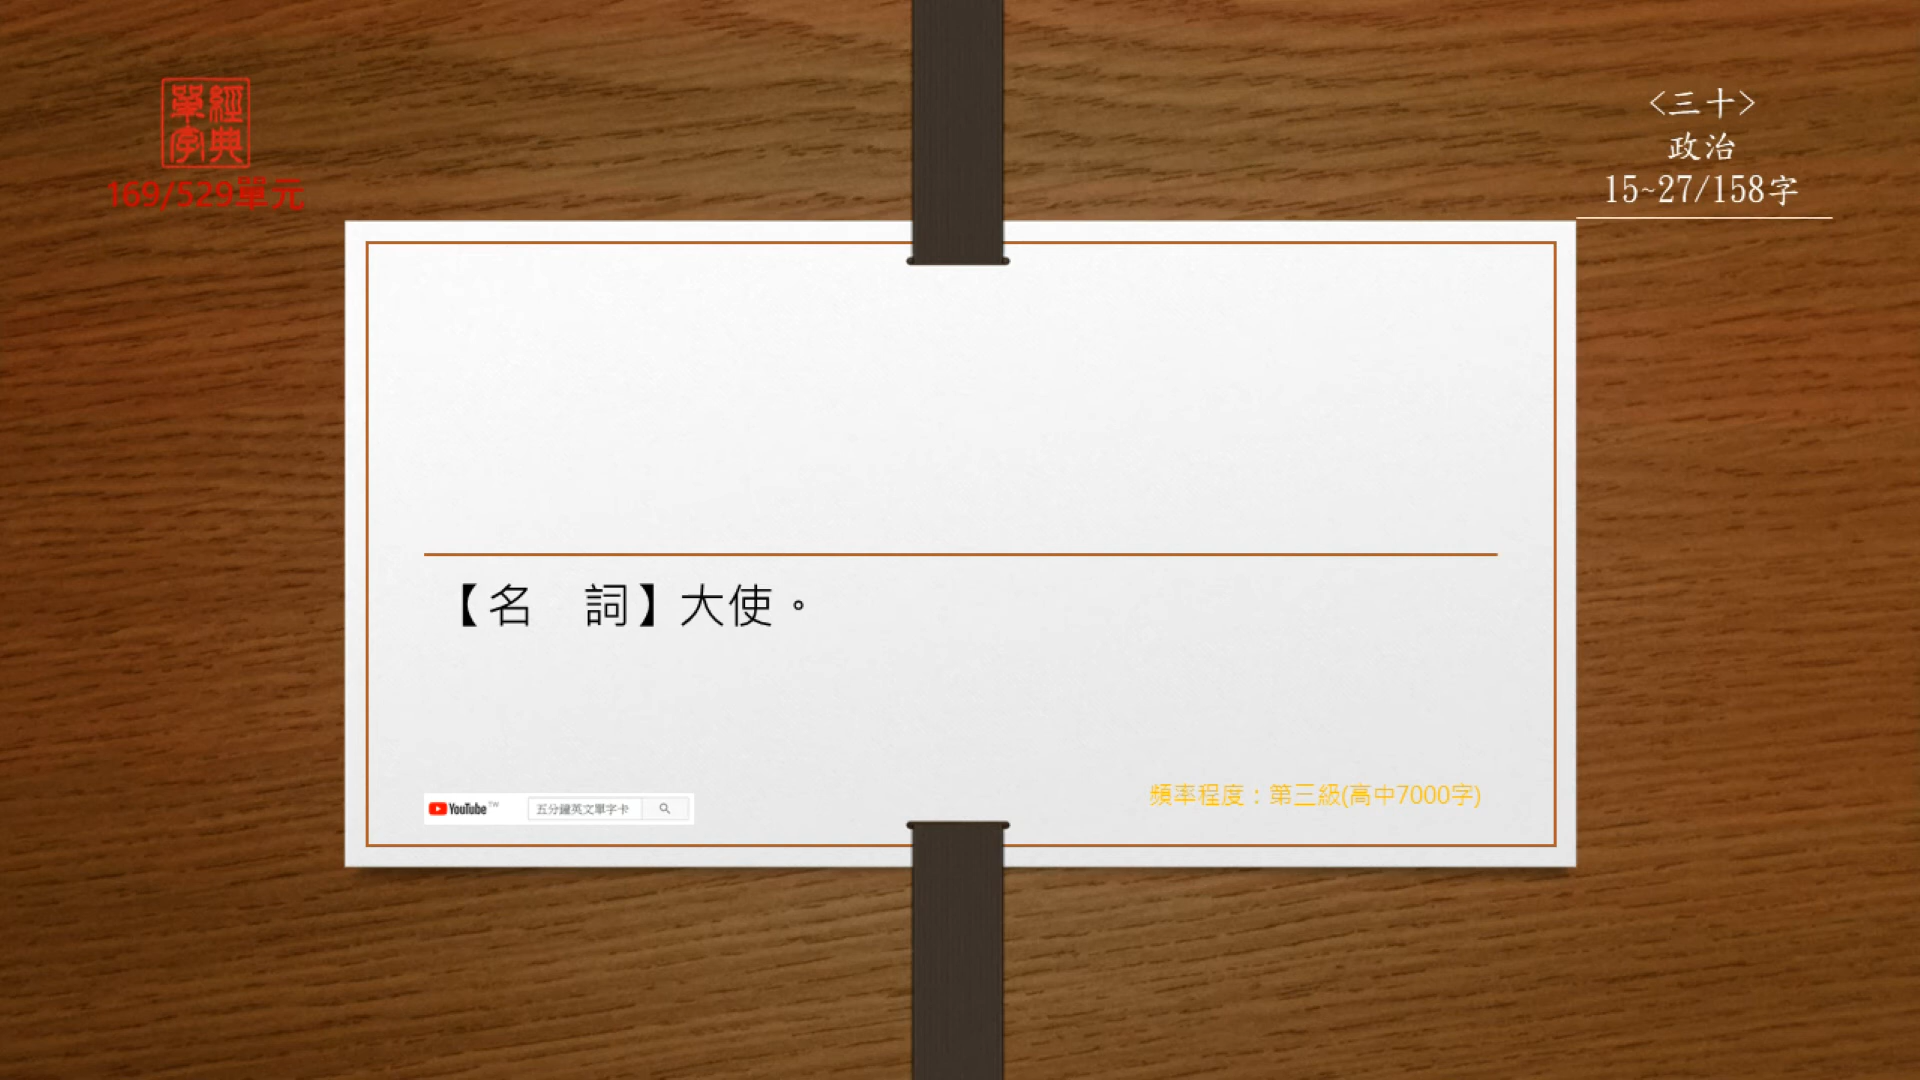 經典
單字
169/529單元
<三十>
政治
15~27/158字
【名　詞】大使。
頻率程度：第三級(高中7000字)
YouTube TW
五分鐘英文單字卡